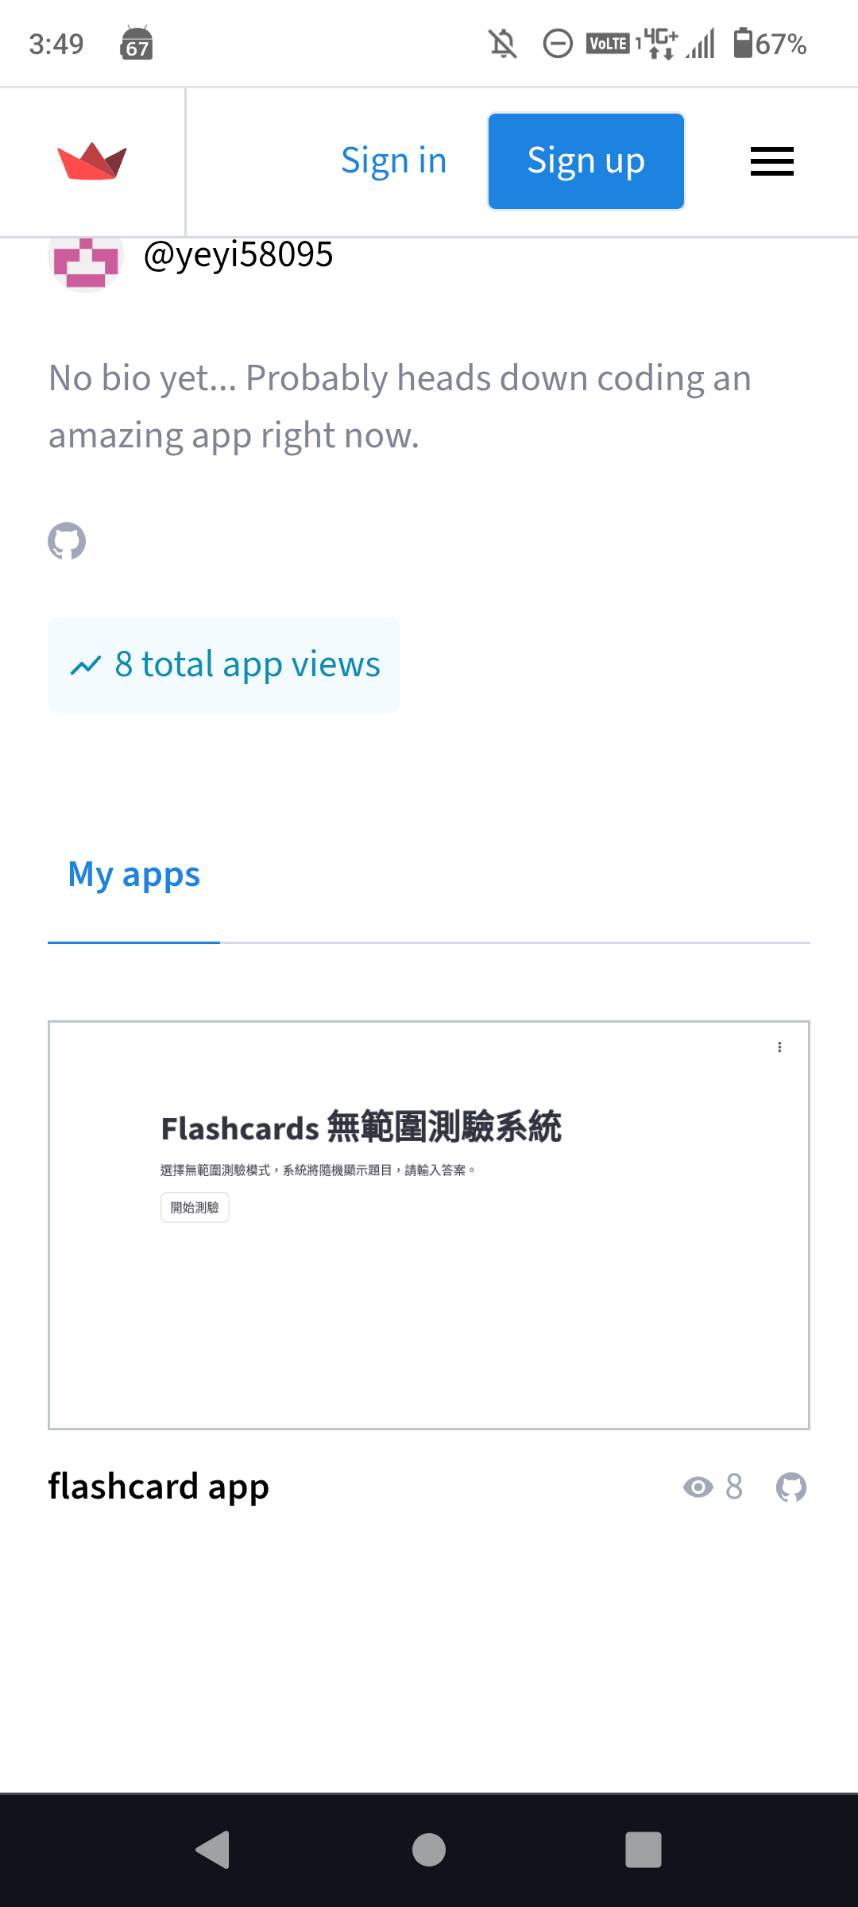 3:49
67
VoLTE
1 4G+
67%
Sign in
Sign up
@yeyi58095
No bio yet... Probably heads down coding an
amazing app right now.
8 total app views
My apps
Flashcards 無範圍測驗系統
選擇無範圍測驗模式，系統將隨機顯示題目，請輸入答案。
開始測驗
flashcard app
8